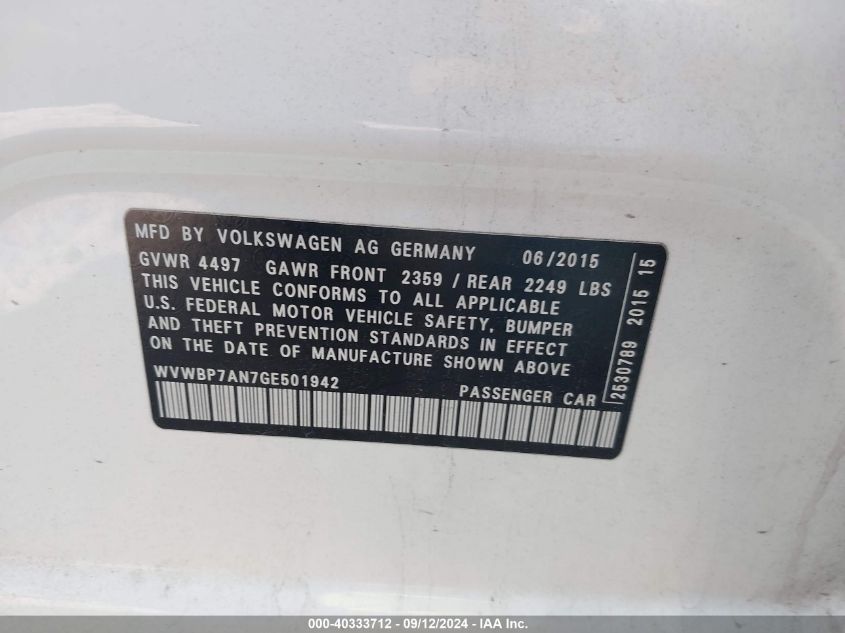 MFD BY VOLKSWAGEN AG GERMANY 06/2015
GVWR 4497 GAWR FRONT 2359 / REAR 2249 LBS
THIS VEHICLE CONFORMS TO ALL APPLICABLE
U.S. FEDERAL MOTOR VEHICLE SAFETY, BUMPER
AND THEFT PREVENTION STANDARDS IN EFFECT
ON THE DATE OF MANUFACTURE SHOWN ABOVE
WVWBP7AN7GE501942 PASSENGER CAR
2630789 2015 15
000-40333712 - 09/12/2024 - IAA Inc.